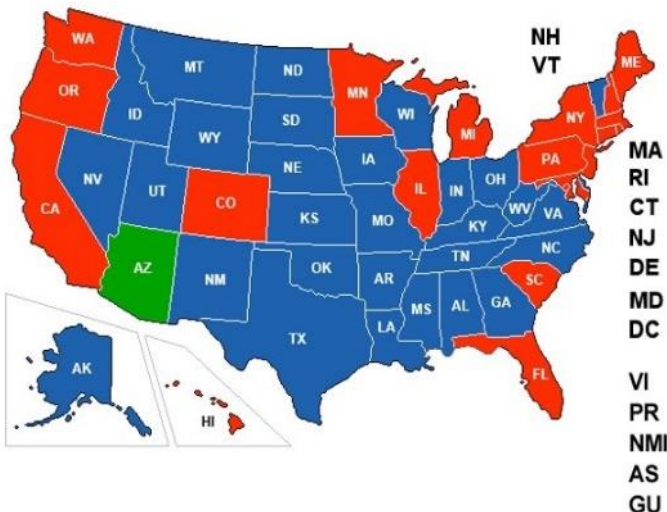 WA
MT
ND
MN
NH
VT
ME
OR
ID
WY
SD
WI
MI
NY
NV
UT
CO
NE
IA
IL
IN
OH
PA
CA
KS
MO
KY
WV
VA
MA
RI
CT
NJ
DE
MD
DC
AZ
NM
OK
AR
TN
NC
SC
TX
LA
MS
AL
GA
FL
AK
HI
VI
PR
NMI
AS
GU